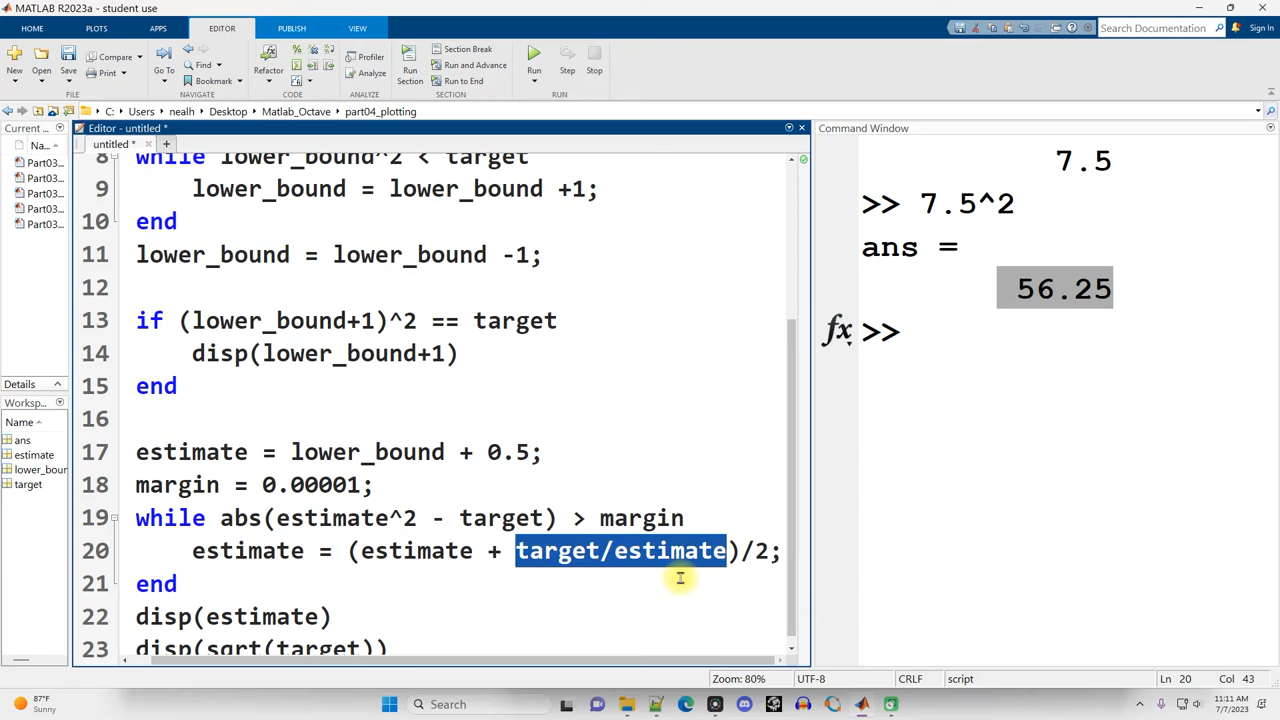 MATLAB R2023a - student use
HOME PLOTS APPS EDITOR PUBLISH VIEW Search Documentation Sign In
New Open Save Compare Print Go To Find Bookmark Refactor Profiler Analyze Run Section Section Break Run and Advance Run to End Run Step Stop
FILE NAVIGATE CODE ANALYZE SECTION RUN
C: Users nealh Desktop Matlab_Octave part04_plotting
Current Editor - untitled * Command Window
Na... untitled * +
Part03...
Part03...
Part03...
Part03...
Part03...
Details
Worksp...
Name
ans
estimate
lower_boun
target
8 while lower_bound^2 < target
9 lower_bound = lower_bound +1;
10 end
11 lower_bound = lower_bound -1;
12
13 if (lower_bound+1)^2 == target
14 disp(lower_bound+1)
15 end
16
17 estimate = lower_bound + 0.5;
18 margin = 0.00001;
19 while abs(estimate^2 - target) > margin
20 estimate = (estimate + target/estimate)/2;
21 end
22 disp(estimate)
23 disp(sqrt(target))
7.5
>> 7.5^2
ans =
56.25
fx >>
Zoom: 80% UTF-8 CRLF script Ln 20 Col 43
87°F
Sunny
Search
11:11 AM
7/7/2023